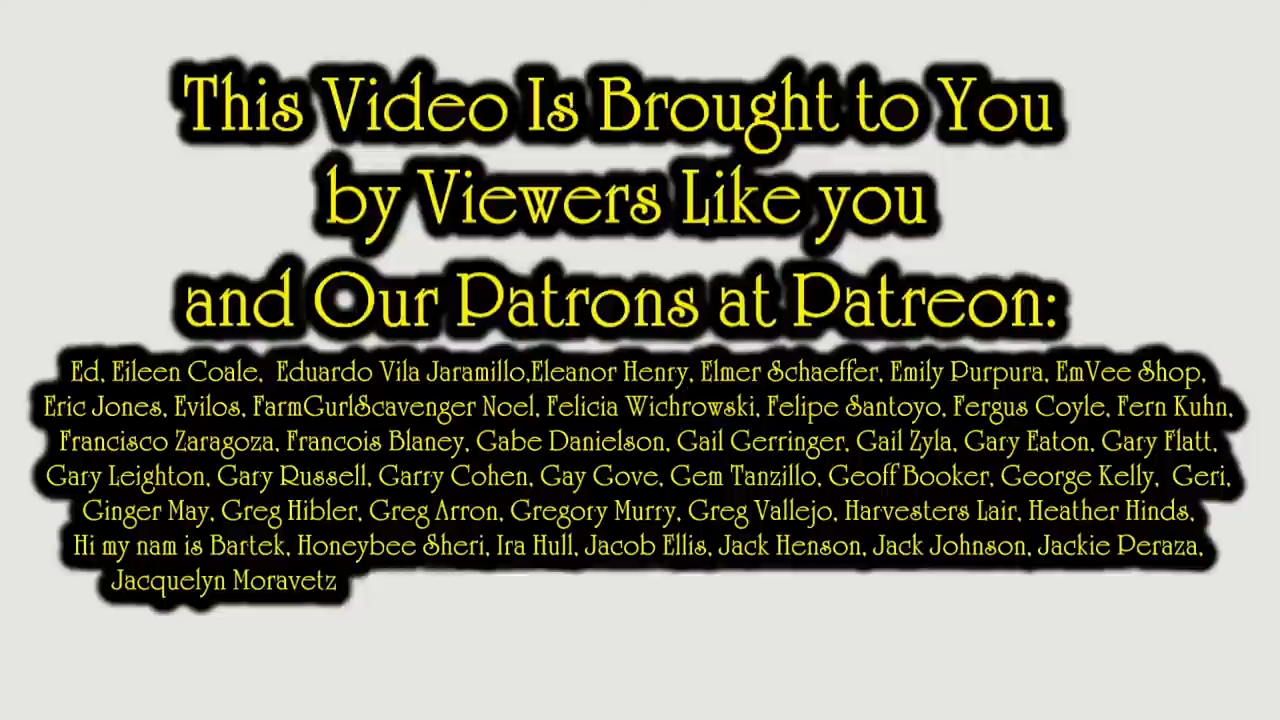 This Video Is Brought to You
by Viewers Like you
and Our Patrons at Patreon:
Ed, Eileen Coale, Eduardo Vila Jaramillo,Eleanor Henry, Elmer Schaeffer, Emily Purpura, EmVee Shop,
Eric Jones, Evilos, FarmGurlScavenger Noel, Felicia Wichrowski, Felipe Santoyo, Fergus Coyle, Fern Kuhn,
Francisco Zaragoza, Francois Blaney, Gabe Danielson, Gail Gerringer, Gail Zyla, Gary Eaton, Gary Flatt,
Gary Leighton, Gary Russell, Garry Cohen, Gay Gove, Gem Tanzillo, Geoff Booker, George Kelly, Geri,
Ginger May, Greg Hibler, Greg Arron, Gregory Murry, Greg Vallejo, Harvesters Lair, Heather Hinds,
Hi my nam is Bartek, Honeybee Sheri, Ira Hull, Jacob Ellis, Jack Henson, Jack Johnson, Jackie Peraza,
Jacquelyn Moravetz